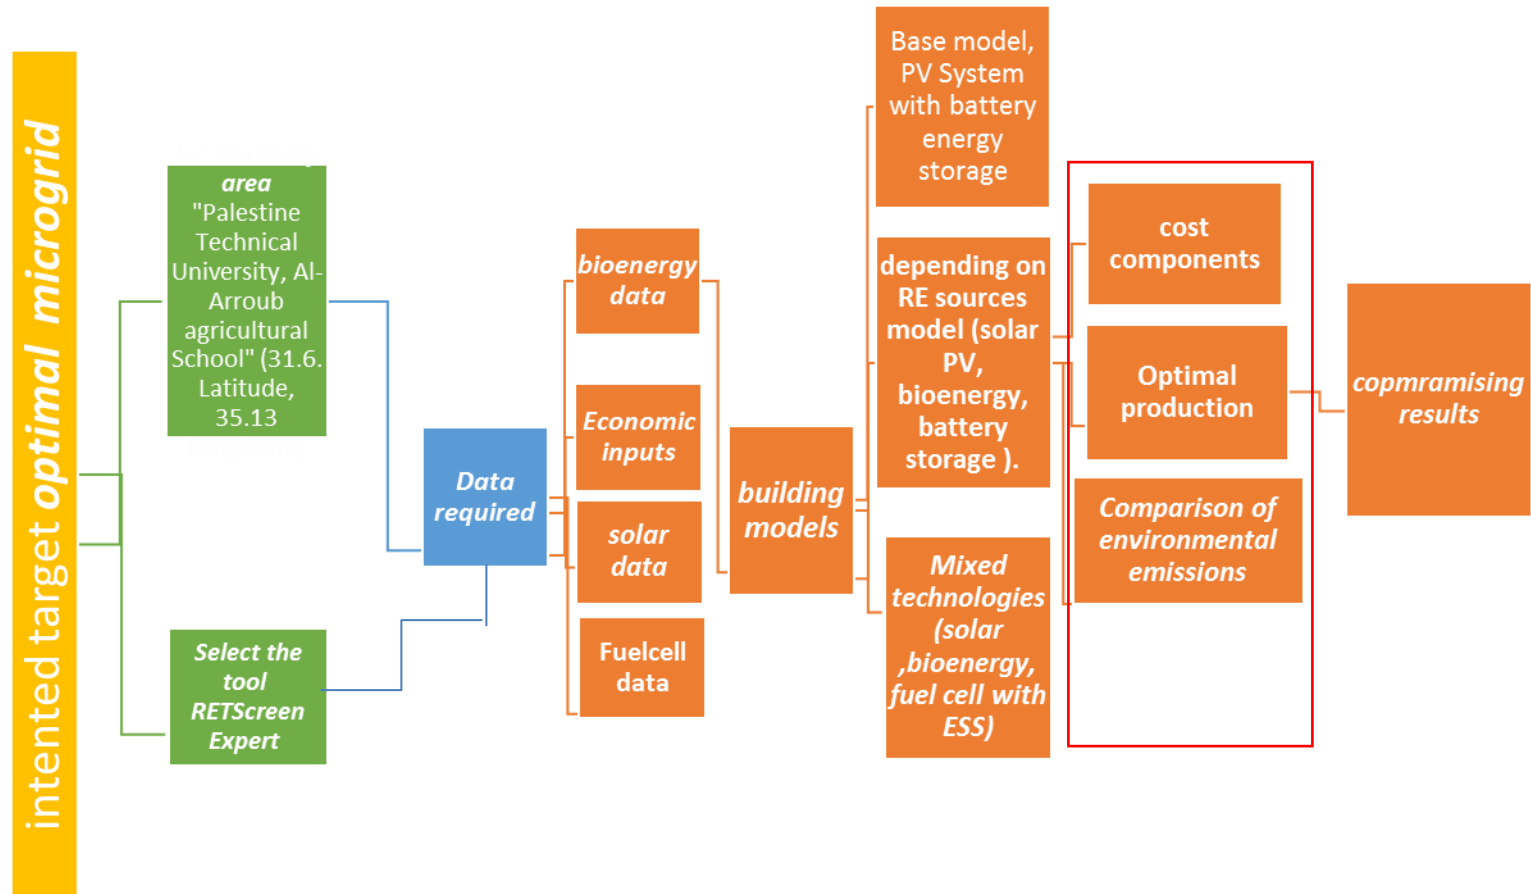 intented target optimal microgrid
area
"Palestine
Technical
University, Al-
Arroub
agricultural
School" (31.6.
Latitude,
35.13
Select the
tool
RETScreen
Expert
Data
required
bioenergy
data
Economic
inputs
solar
data
Fuelcell
data
building
models
Base model,
PV System
with battery
energy
storage
depending on
RE sources
model (solar
PV,
bioenergy,
battery
storage ).
Mixed
technologies
(solar
,bioenergy,
fuel cell with
ESS)
cost
components
Optimal
production
Comparison of
environmental
emissions
copmramising
results